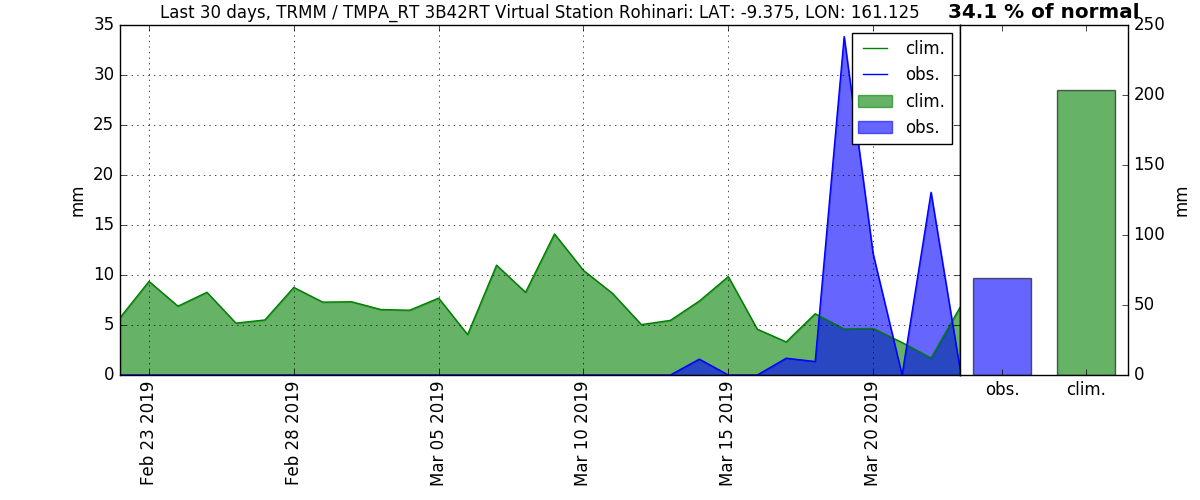 Last 30 days, TRMM / TMPA_RT 3B42RT Virtual Station Rohinari: LAT: -9.375, LON: 161.125
34.1 % of normal
35
30
25
20
15
10
5
0
mm
clim.
obs.
clim.
obs.
250
200
150
100
50
0
mm
obs.
clim.
Feb 23 2019
Feb 28 2019
Mar 05 2019
Mar 10 2019
Mar 15 2019
Mar 20 2019